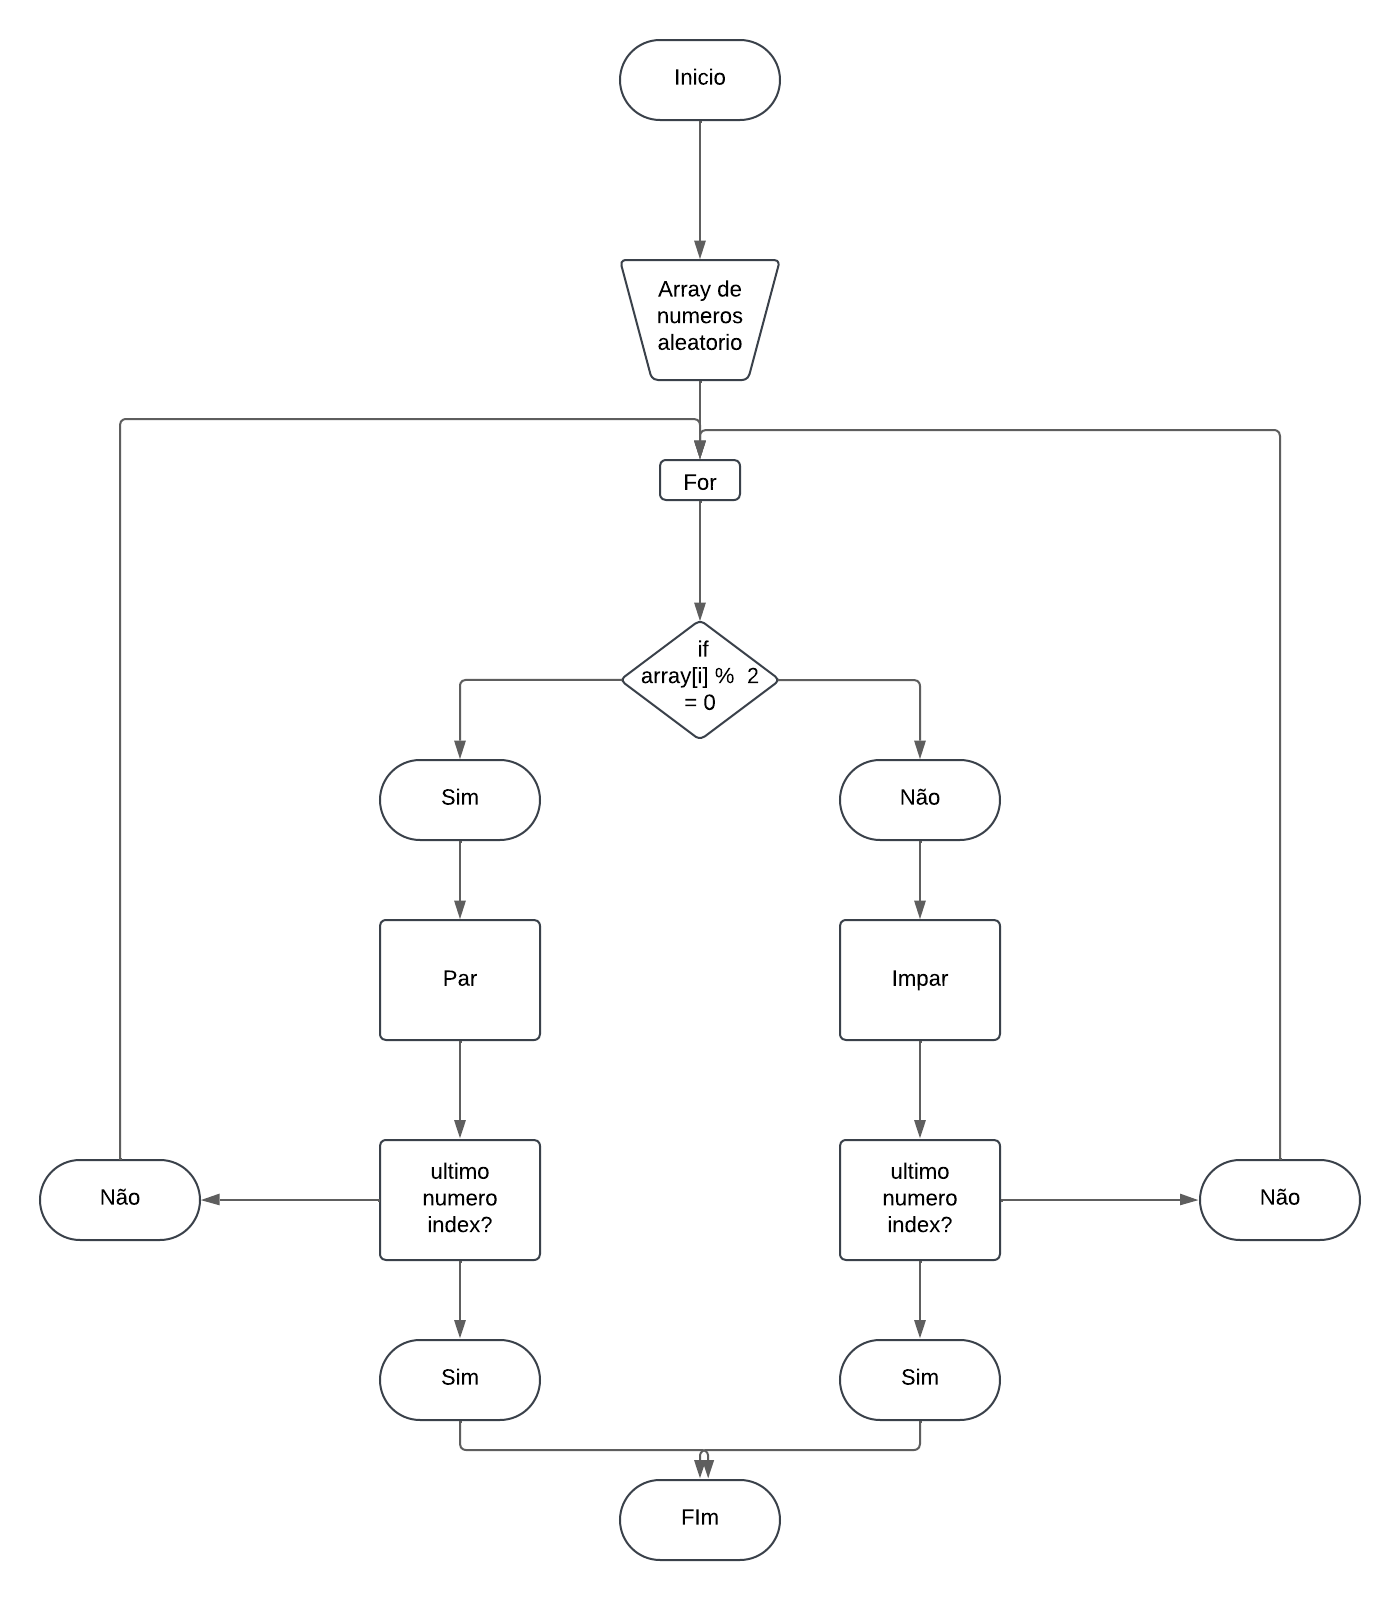 Inicio
Array de
numeros
aleatorio
For
if
array[i] %  2
= 0
Sim
Não
Par
Impar
Não
ultimo
numero
index?
ultimo
numero
index?
Não
Sim
Sim
FIm